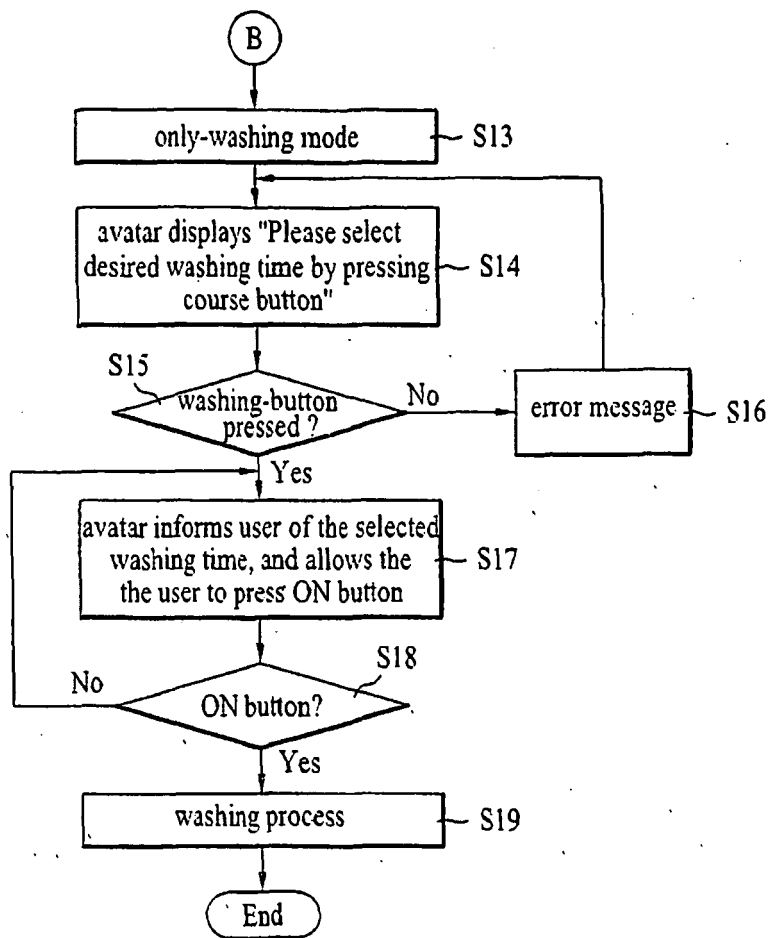 B
only-washing mode
S13
avatar displays "Please select
desired washing time by pressing
course button"
S14
S15
washing-button
pressed ?
No
error message
S16
Yes
avatar informs user of the selected
washing time, and allows the
the user to press ON button
S17
S18
No
ON button?
Yes
washing process
S19
End